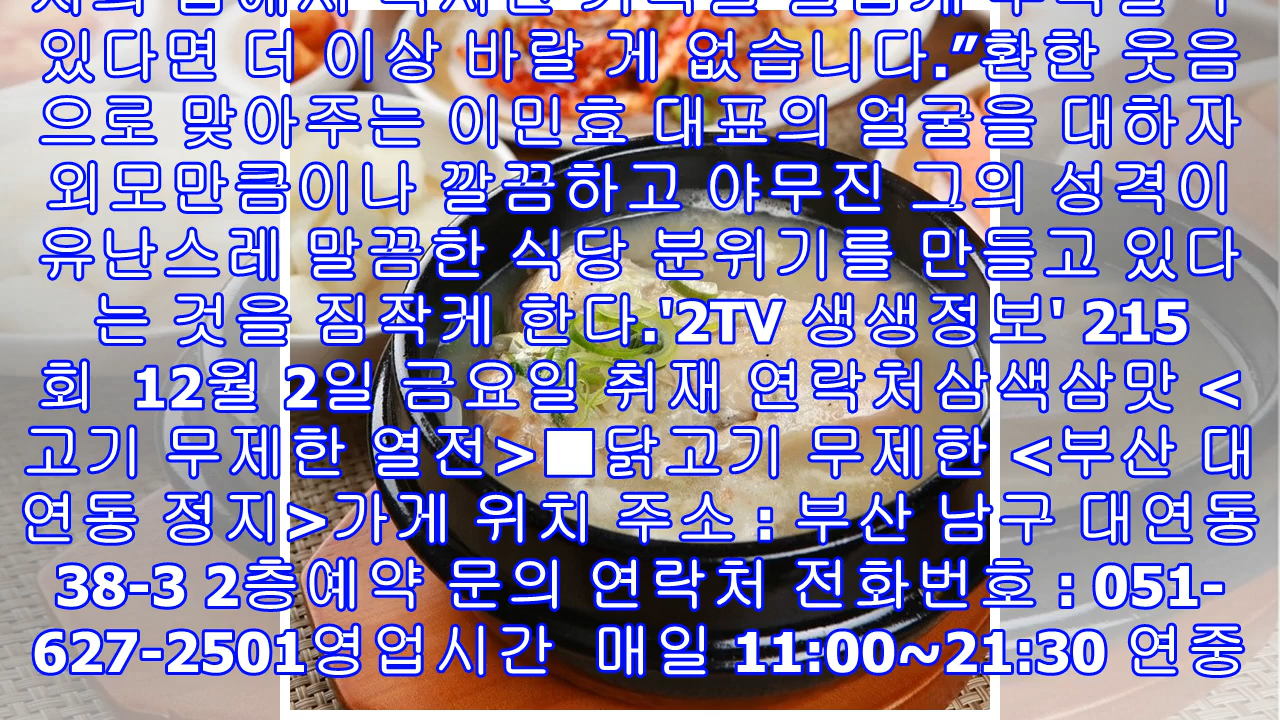 있다면 더 이상 바랄 게 없습니다.”환한 웃음
으로 맞아주는 이민효 대표의 얼굴을 대하자
외모만큼이나 깔끔하고 야무진 그의 성격이
유난스레 말끔한 식당 분위기를 만들고 있다
는 것을 짐작케 한다.'2TV 생생정보' 215
회 12월 2일 금요일 취재 연락처삼색삼맛 <
고기 무제한 열전>■닭고기 무제한 <부산 대
연동 정지>가게 위치 주소 : 부산 남구 대연동
38-3 2층예약 문의 연락처 전화번호 : 051-
627-2501영업시간 매일 11:00~21:30 연중